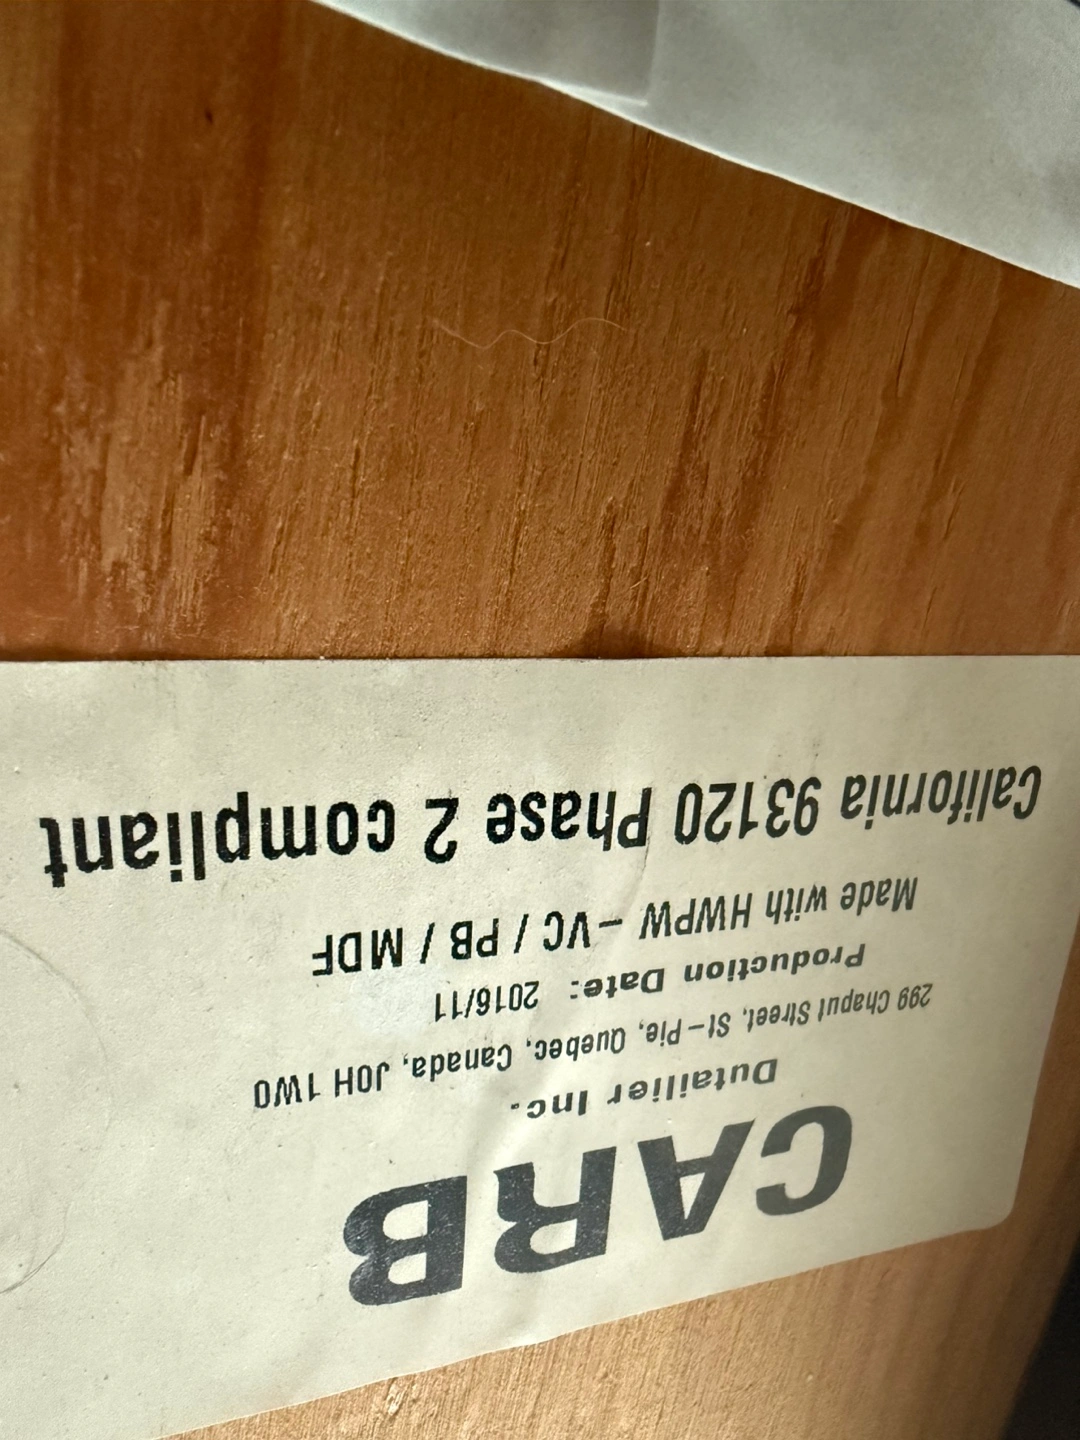 CARB
Dutailier Inc.
299 Chaput Street, St-Pie, Quebec, Canada, J0H 1W0
Production Date: 2016/11
Made with HWPW -VC / PB / MDF
California 93120 Phase 2 compliant